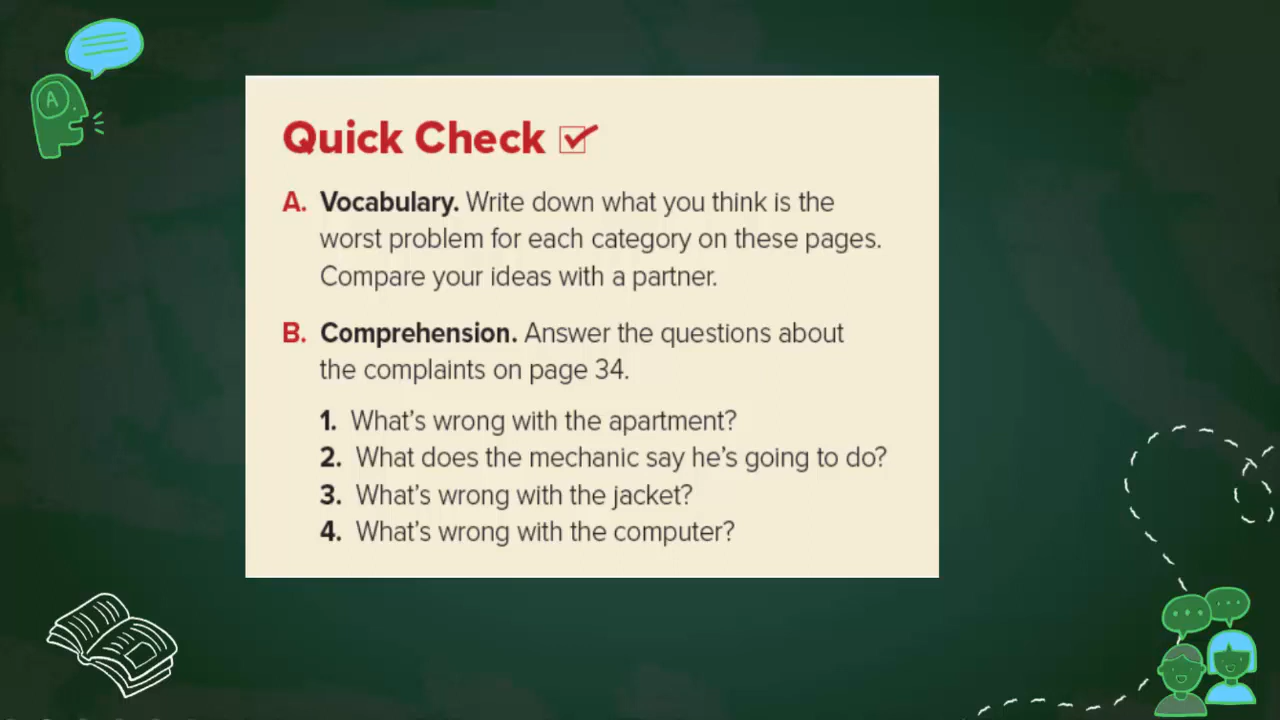 A
Quick Check
A. Vocabulary. Write down what you think is the
worst problem for each category on these pages.
Compare your ideas with a partner.
B. Comprehension. Answer the questions about
the complaints on page 34.
1. What's wrong with the apartment?
2. What does the mechanic say he's going to do?
3. What's wrong with the jacket?
4. What's wrong with the computer?